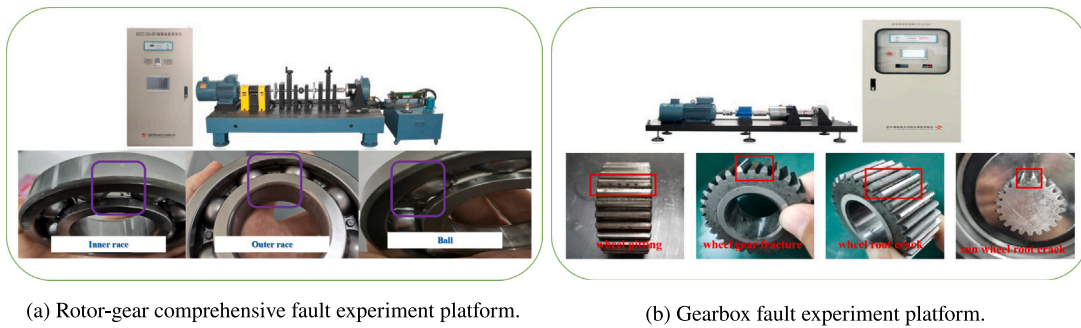 Inner race
Outer race
Ball
wheel pitting
wheel gear fracture
wheel root crack
sun wheel root crack
(a) Rotor-gear comprehensive fault experiment platform.
(b) Gearbox fault experiment platform.